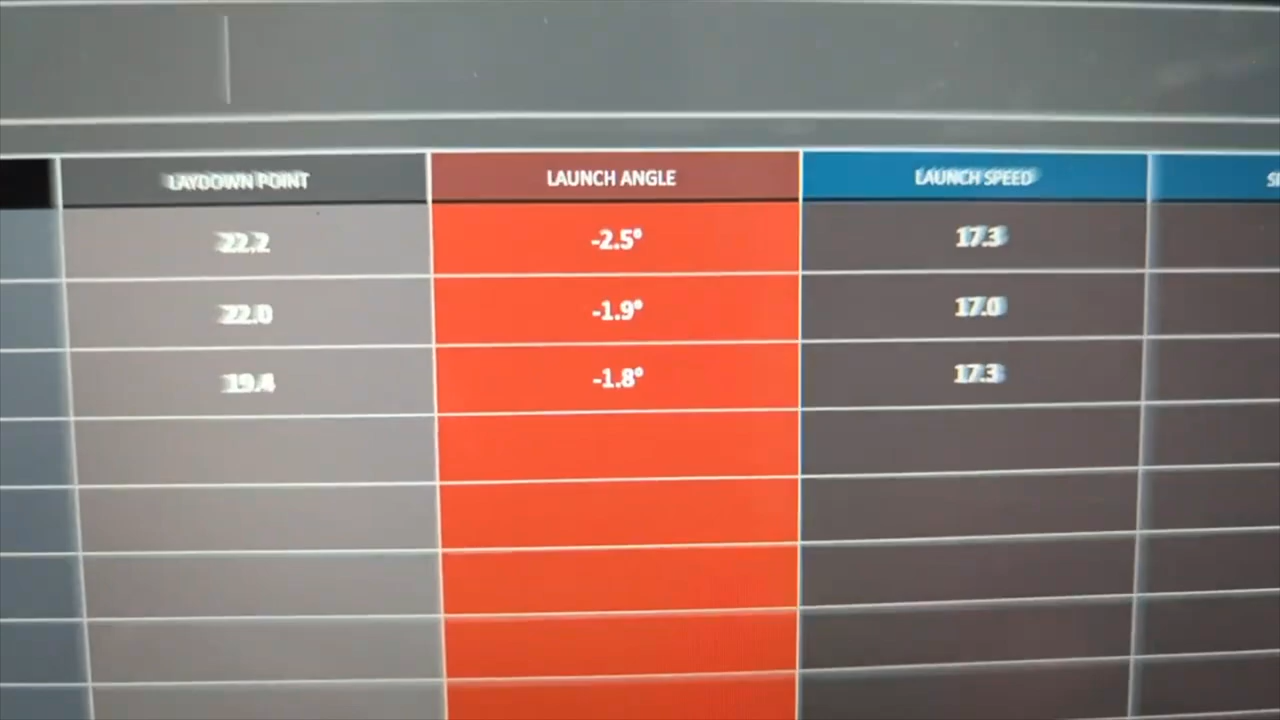 LAYDOWN POINT LAUNCH ANGLE LAUNCH SPEED
22.2 -2.5° 17.3
22.0 -1.9° 17.0
19.4 -1.8° 17.3